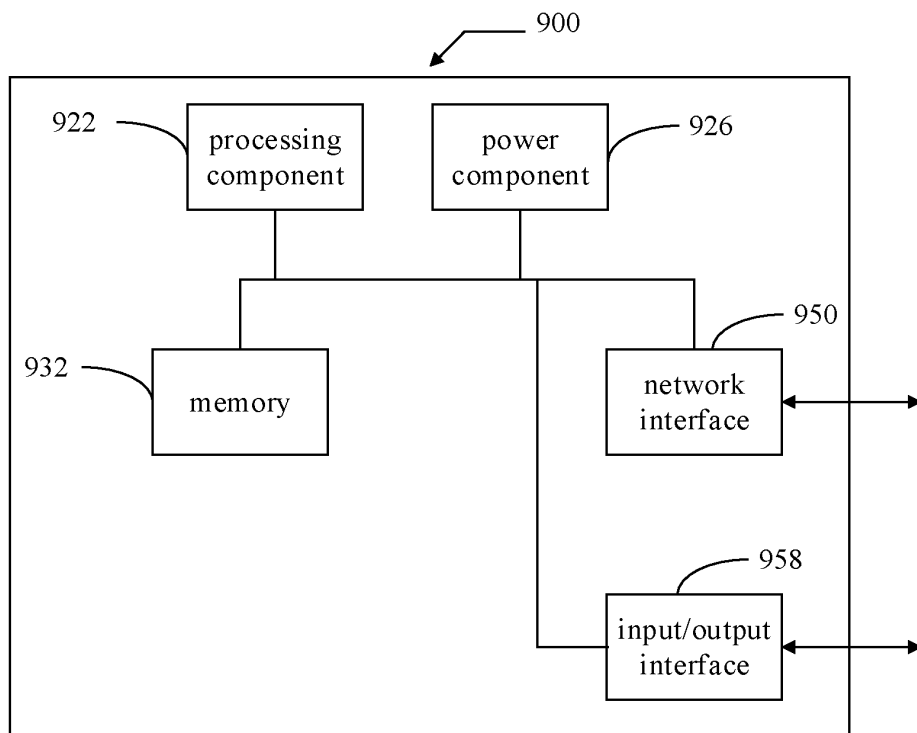 900
922
processing
component
power
component
926
932
memory
950
network
interface
958
input/output
interface